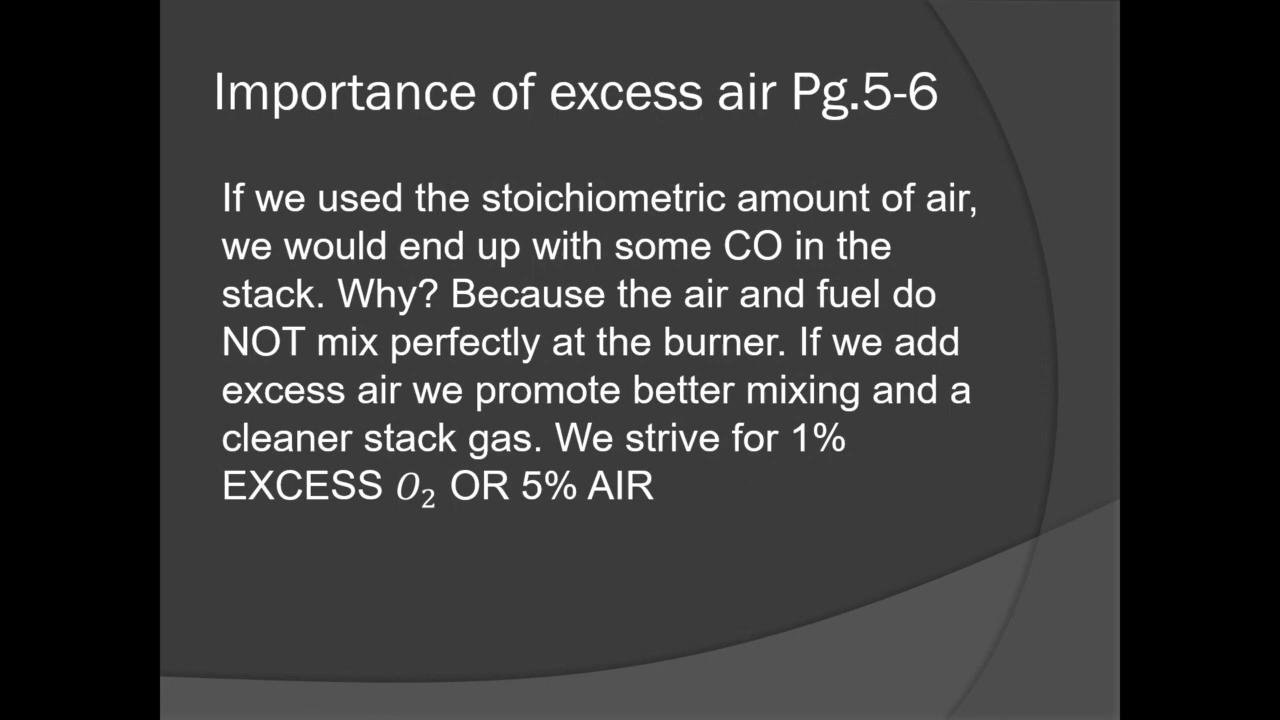 Importance of excess air Pg.5-6
If we used the stoichiometric amount of air,
we would end up with some CO in the
stack. Why? Because the air and fuel do
NOT mix perfectly at the burner. If we add
excess air we promote better mixing and a
cleaner stack gas. We strive for 1%
EXCESS 𝑂₂ OR 5% AIR